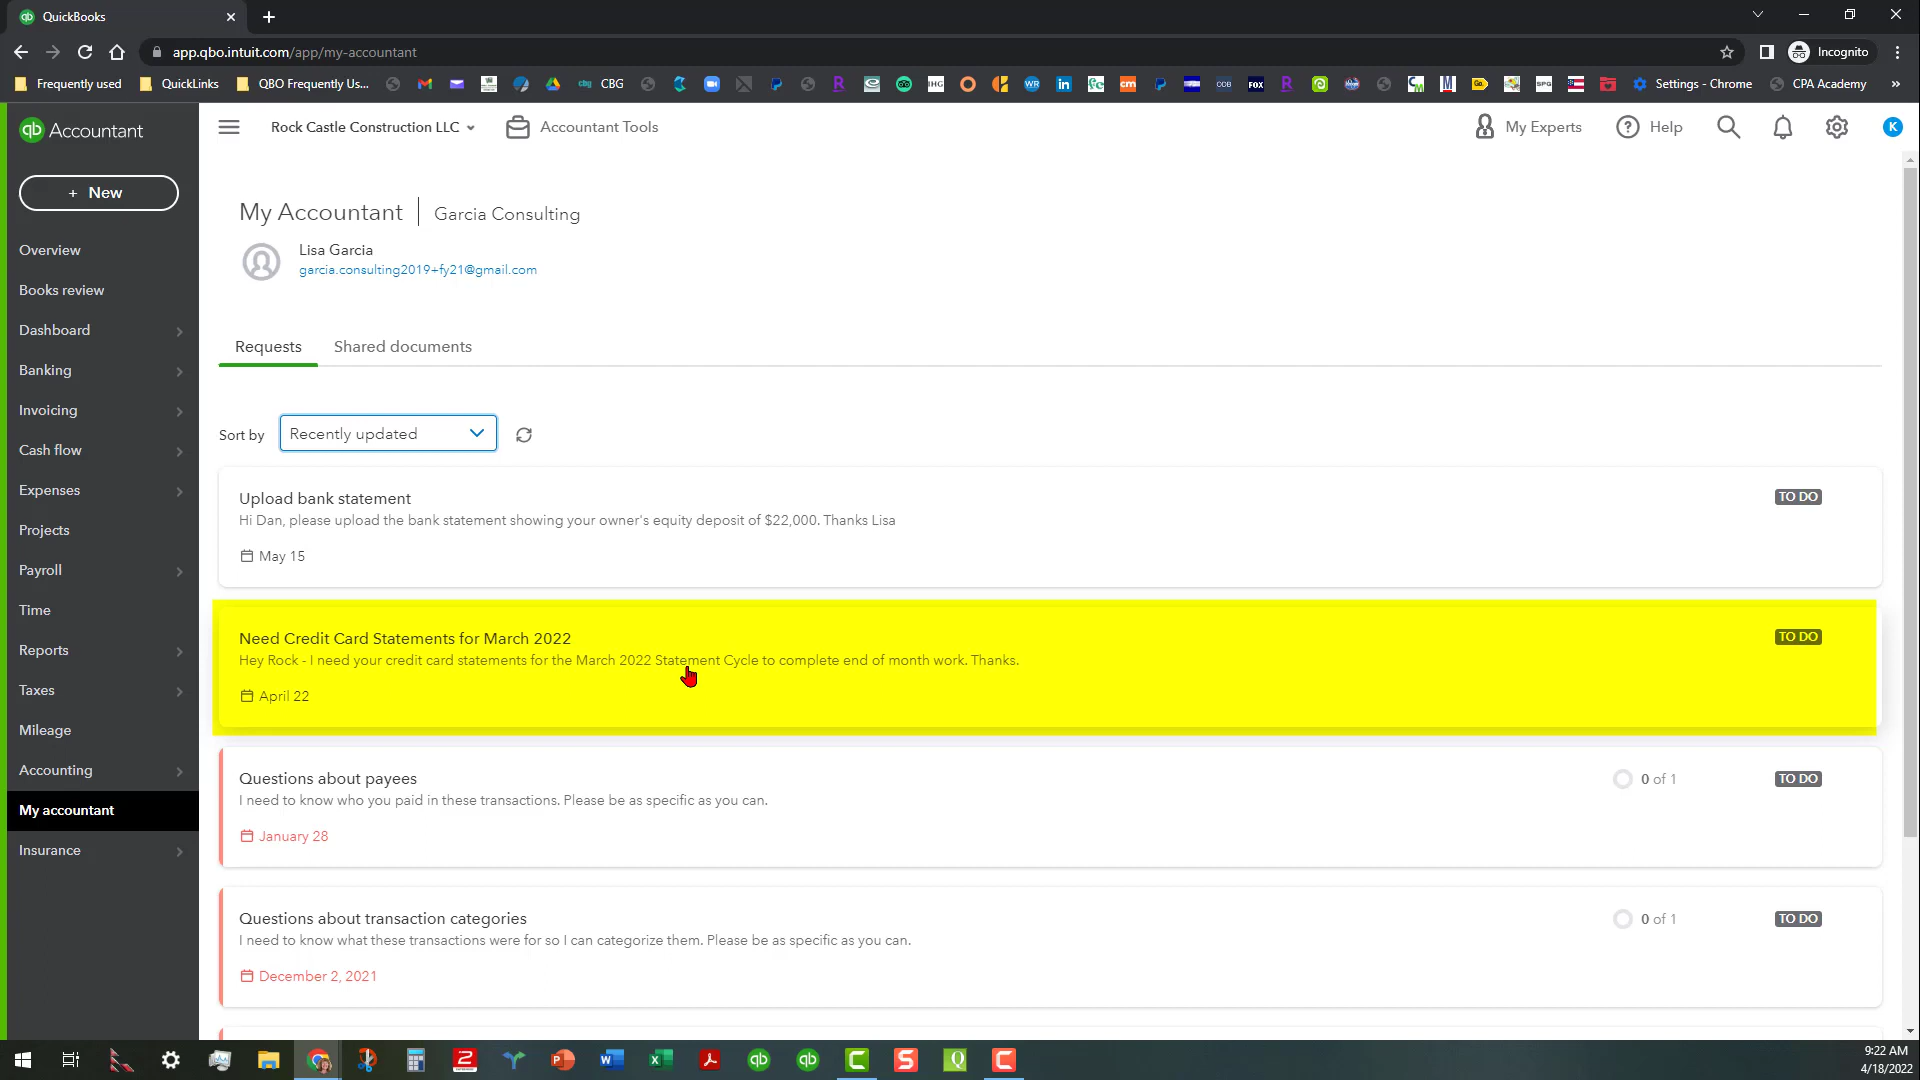 QuickBooks
app.qbo.intuit.com/app/my-accountant
Incognito
Frequently used
QuickLinks
QBO Frequently Us...
CBG
IHG
WR
in
cm
ODB
FOX
Go
SPG
Settings - Chrome
CPA Academy
»
qb Accountant
Rock Castle Construction LLC
Accountant Tools
My Experts
Help
K
+ New
Overview
Books review
Dashboard
Banking
Invoicing
Cash flow
Expenses
Projects
Payroll
Time
Reports
Taxes
Mileage
Accounting
My accountant
Insurance
My Accountant | Garcia Consulting
Lisa Garcia
garcia.consulting2019+fy21@gmail.com
Requests
Shared documents
Sort by
Recently updated
Upload bank statement
TO DO
Hi Dan, please upload the bank statement showing your owner's equity deposit of $22,000. Thanks Lisa
May 15
Need Credit Card Statements for March 2022
TO DO
Hey Rock - I need your credit card statements for the March 2022 Statement Cycle to complete end of month work. Thanks.
April 22
Questions about payees
0 of 1
TO DO
I need to know who you paid in these transactions. Please be as specific as you can.
January 28
Questions about transaction categories
0 of 1
TO DO
I need to know what these transactions were for so I can categorize them. Please be as specific as you can.
December 2, 2021
9:22 AM
4/18/2022